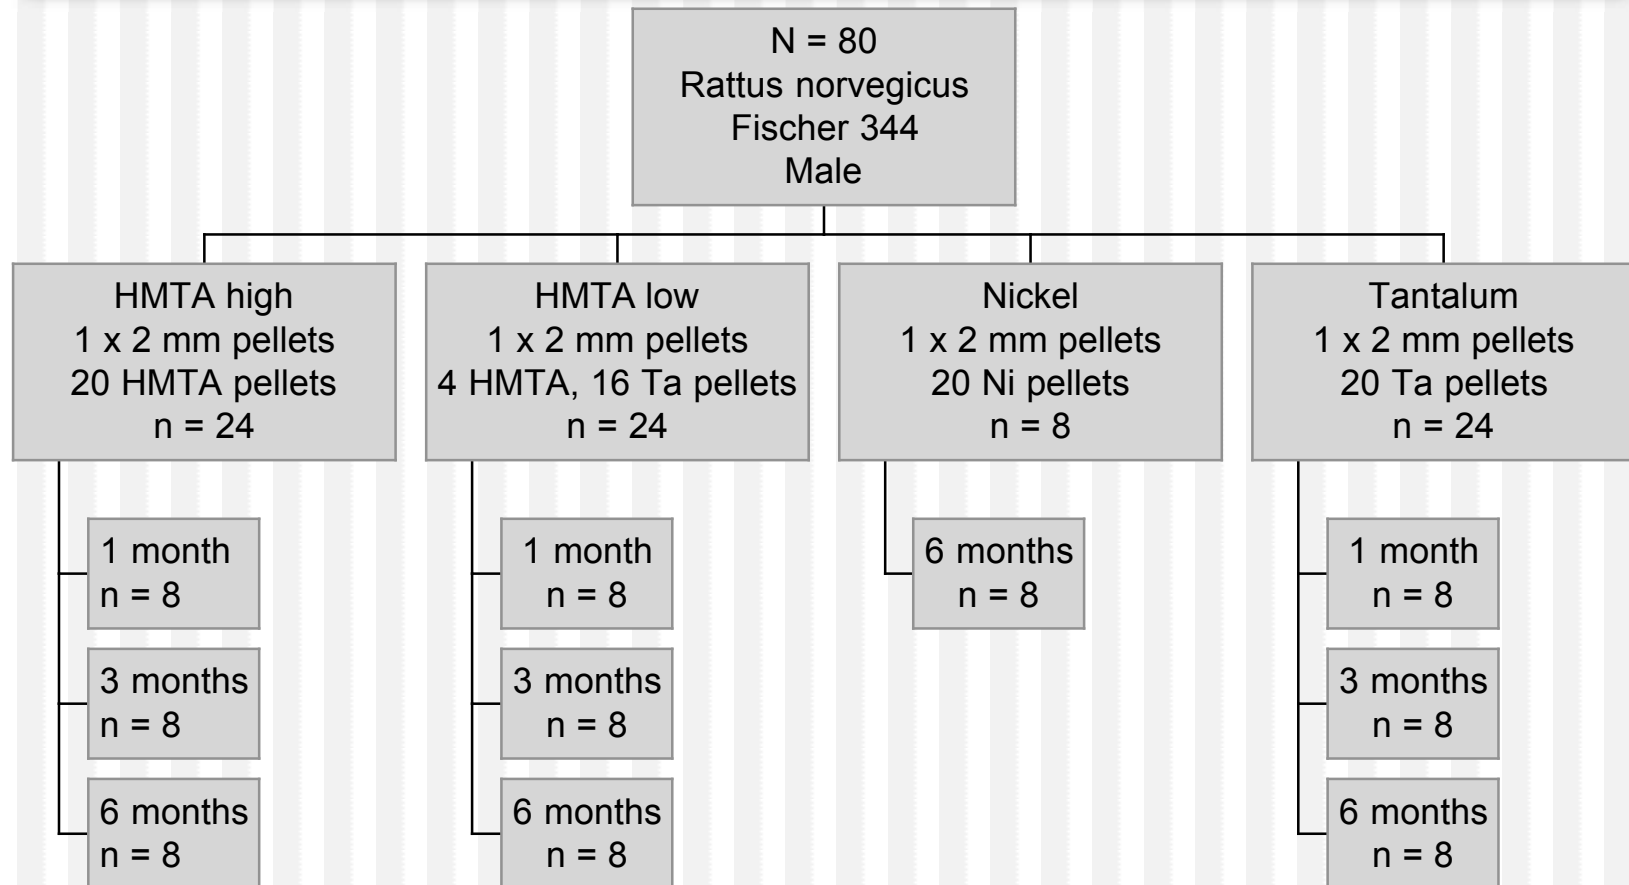 N = 80
Rattus norvegicus
Fischer 344
Male
HMTA high
1 x 2 mm pellets
20 HMTA pellets
n = 24
HMTA low
1 x 2 mm pellets
4 HMTA, 16 Ta pellets
n = 24
Nickel
1 x 2 mm pellets
20 Ni pellets
n = 8
Tantalum
1 x 2 mm pellets
20 Ta pellets
n = 24
1 month
n = 8
3 months
n = 8
6 months
n = 8
1 month
n = 8
3 months
n = 8
6 months
n = 8
6 months
n = 8
1 month
n = 8
3 months
n = 8
6 months
n = 8